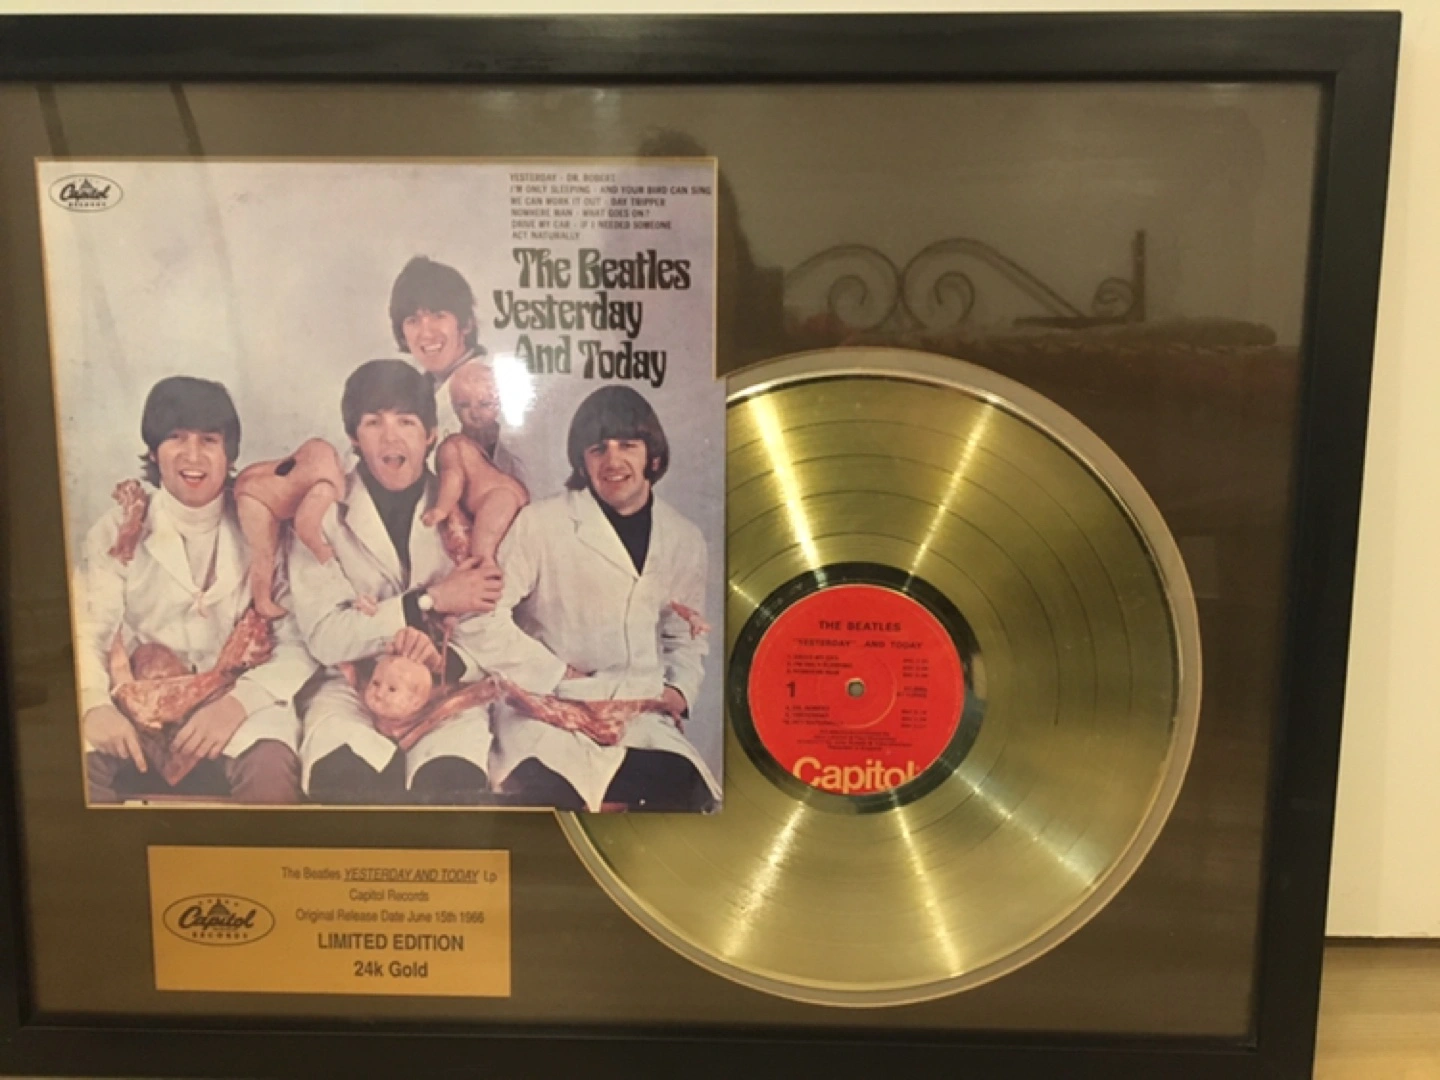 Capitol
RECORDS
YESTERDAY · DR. ROBERT
I'M ONLY SLEEPING · AND YOUR BIRD CAN SING
WE CAN WORK IT OUT · DAY TRIPPER
NOWHERE MAN · WHAT GOES ON?
DRIVE MY CAR · IF I NEEDED SOMEONE
ACT NATURALLY
The Beatles
Yesterday
And Today
THE BEATLES
"YESTERDAY" ..AND TODAY
1
Capitol
The Beatles YESTERDAY AND TODAY Lp
Capitol Records
Original Release Date June 15th 1966
LIMITED EDITION
24k Gold
Capitol
RECORDS